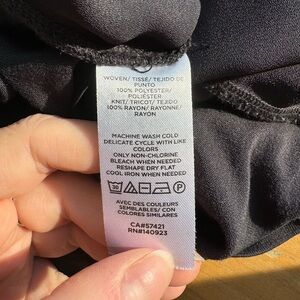 WOVEN/ TISSÉ/ TEJIDO DE
PUNTO
100% POLYESTER/
POLIÉSTER
KNIT/ TRICOT/ TEJIDO
100% RAYON/ RAYONNE/
RAYON
MACHINE WASH COLD
DELICATE CYCLE WITH LIKE
COLORS
ONLY NON-CHLORINE
BLEACH WHEN NEEDED
RESHAPE DRY FLAT
COOL IRON WHEN NEEDED
30
P
AVEC DES COULEURS
SEMBLABLES/ CON
COLORES SIMILARES
CA#57421
RN#140923